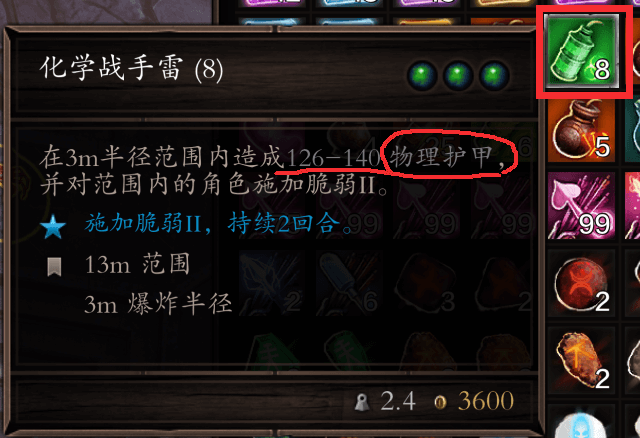 化学战手雷 (8)
8
在3m半径范围内造成126–140物理护甲，
并对范围内的角色施加脆弱II。
施加脆弱II，持续2回合。
13m 范围
3m 爆炸半径
2.4 3600
5
99
2
2